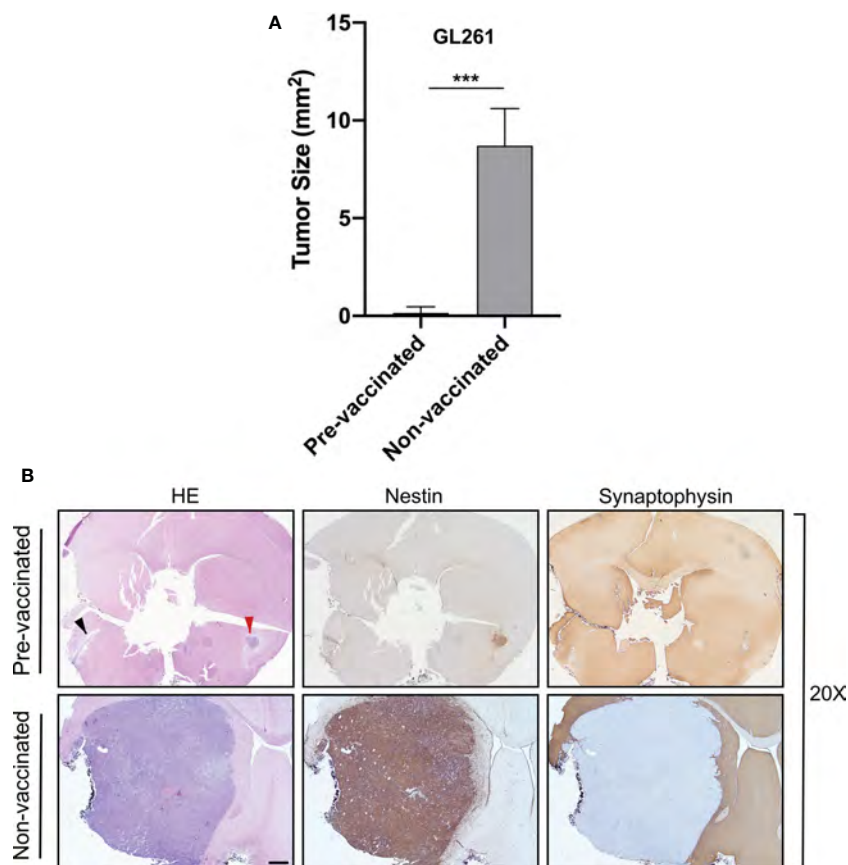 A
GL261
***
15
10
5
0
Tumor Size (mm²)
Pre-vaccinated
Non-vaccinated
B
HE
Nestin
Synaptophysin
Pre-vaccinated
Non-vaccinated
20X